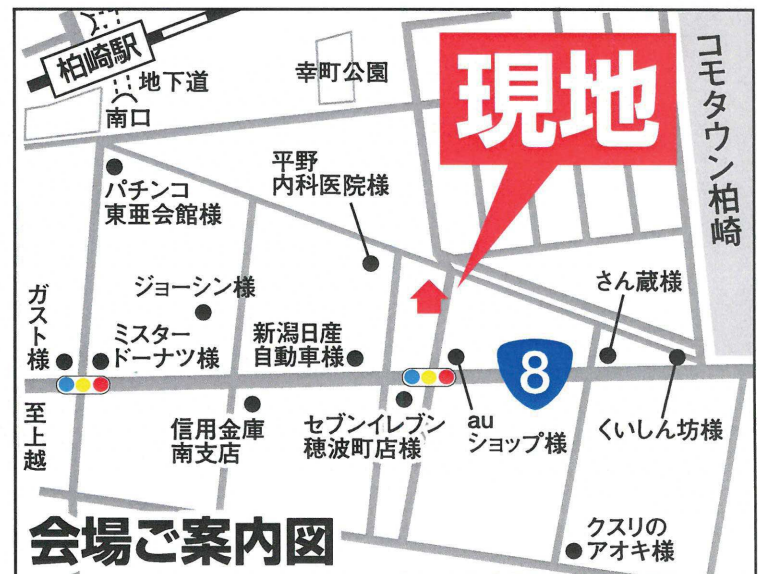 柏崎駅
地下道
南口
幸町公園
現地
コモタウン柏崎
パチンコ
東亜会館様
平野
内科医院様
ジョーシン様
さん蔵様
ガスト様
ミスター
ドーナツ様
新潟日産
自動車様
8
至上越
信用金庫
南支店
セブンイレブン
穂波町店様
au
ショップ様
くいしん坊様
クスリの
アオキ様
会場ご案内図